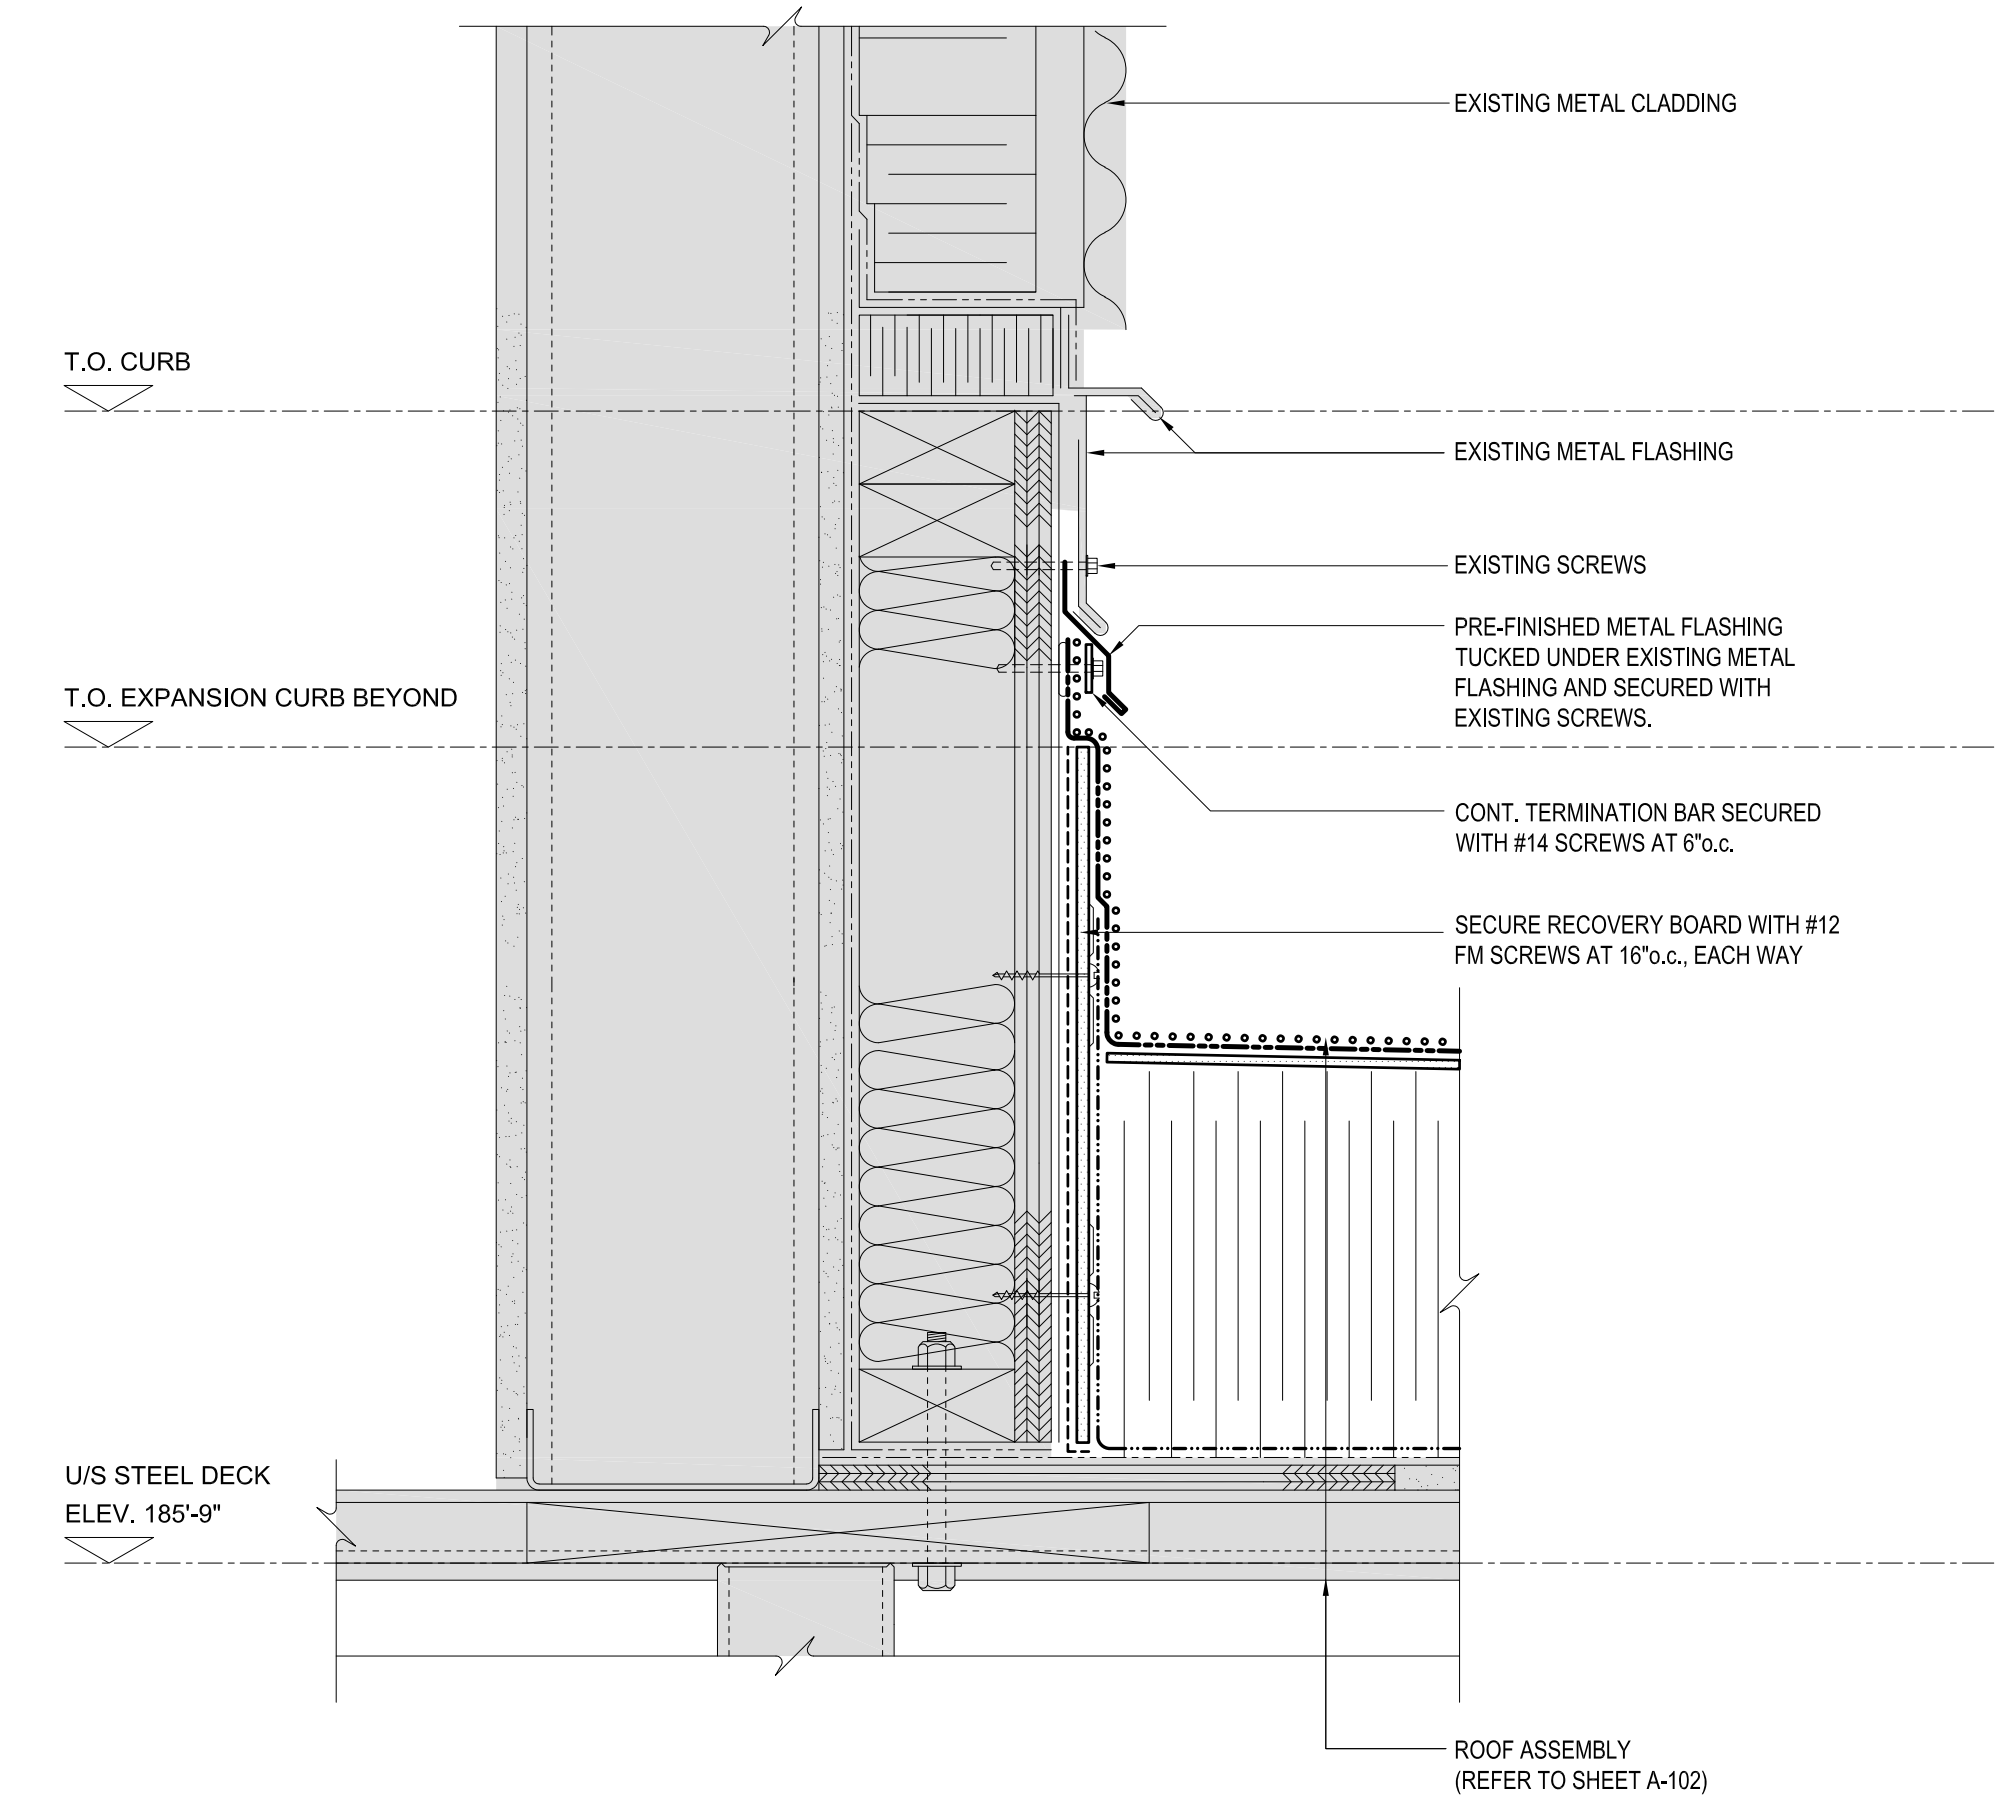 EXISTING METAL CLADDING
T.O. CURB
EXISTING METAL FLASHING
EXISTING SCREWS
PRE-FINISHED METAL FLASHING
TUCKED UNDER EXISTING METAL
FLASHING AND SECURED WITH
EXISTING SCREWS.
T.O. EXPANSION CURB BEYOND
CONT. TERMINATION BAR SECURED
WITH #14 SCREWS AT 6"o.c.
SECURE RECOVERY BOARD WITH #12
FM SCREWS AT 16"o.c., EACH WAY
U/S STEEL DECK
ELEV. 185'-9"
ROOF ASSEMBLY
(REFER TO SHEET A-102)